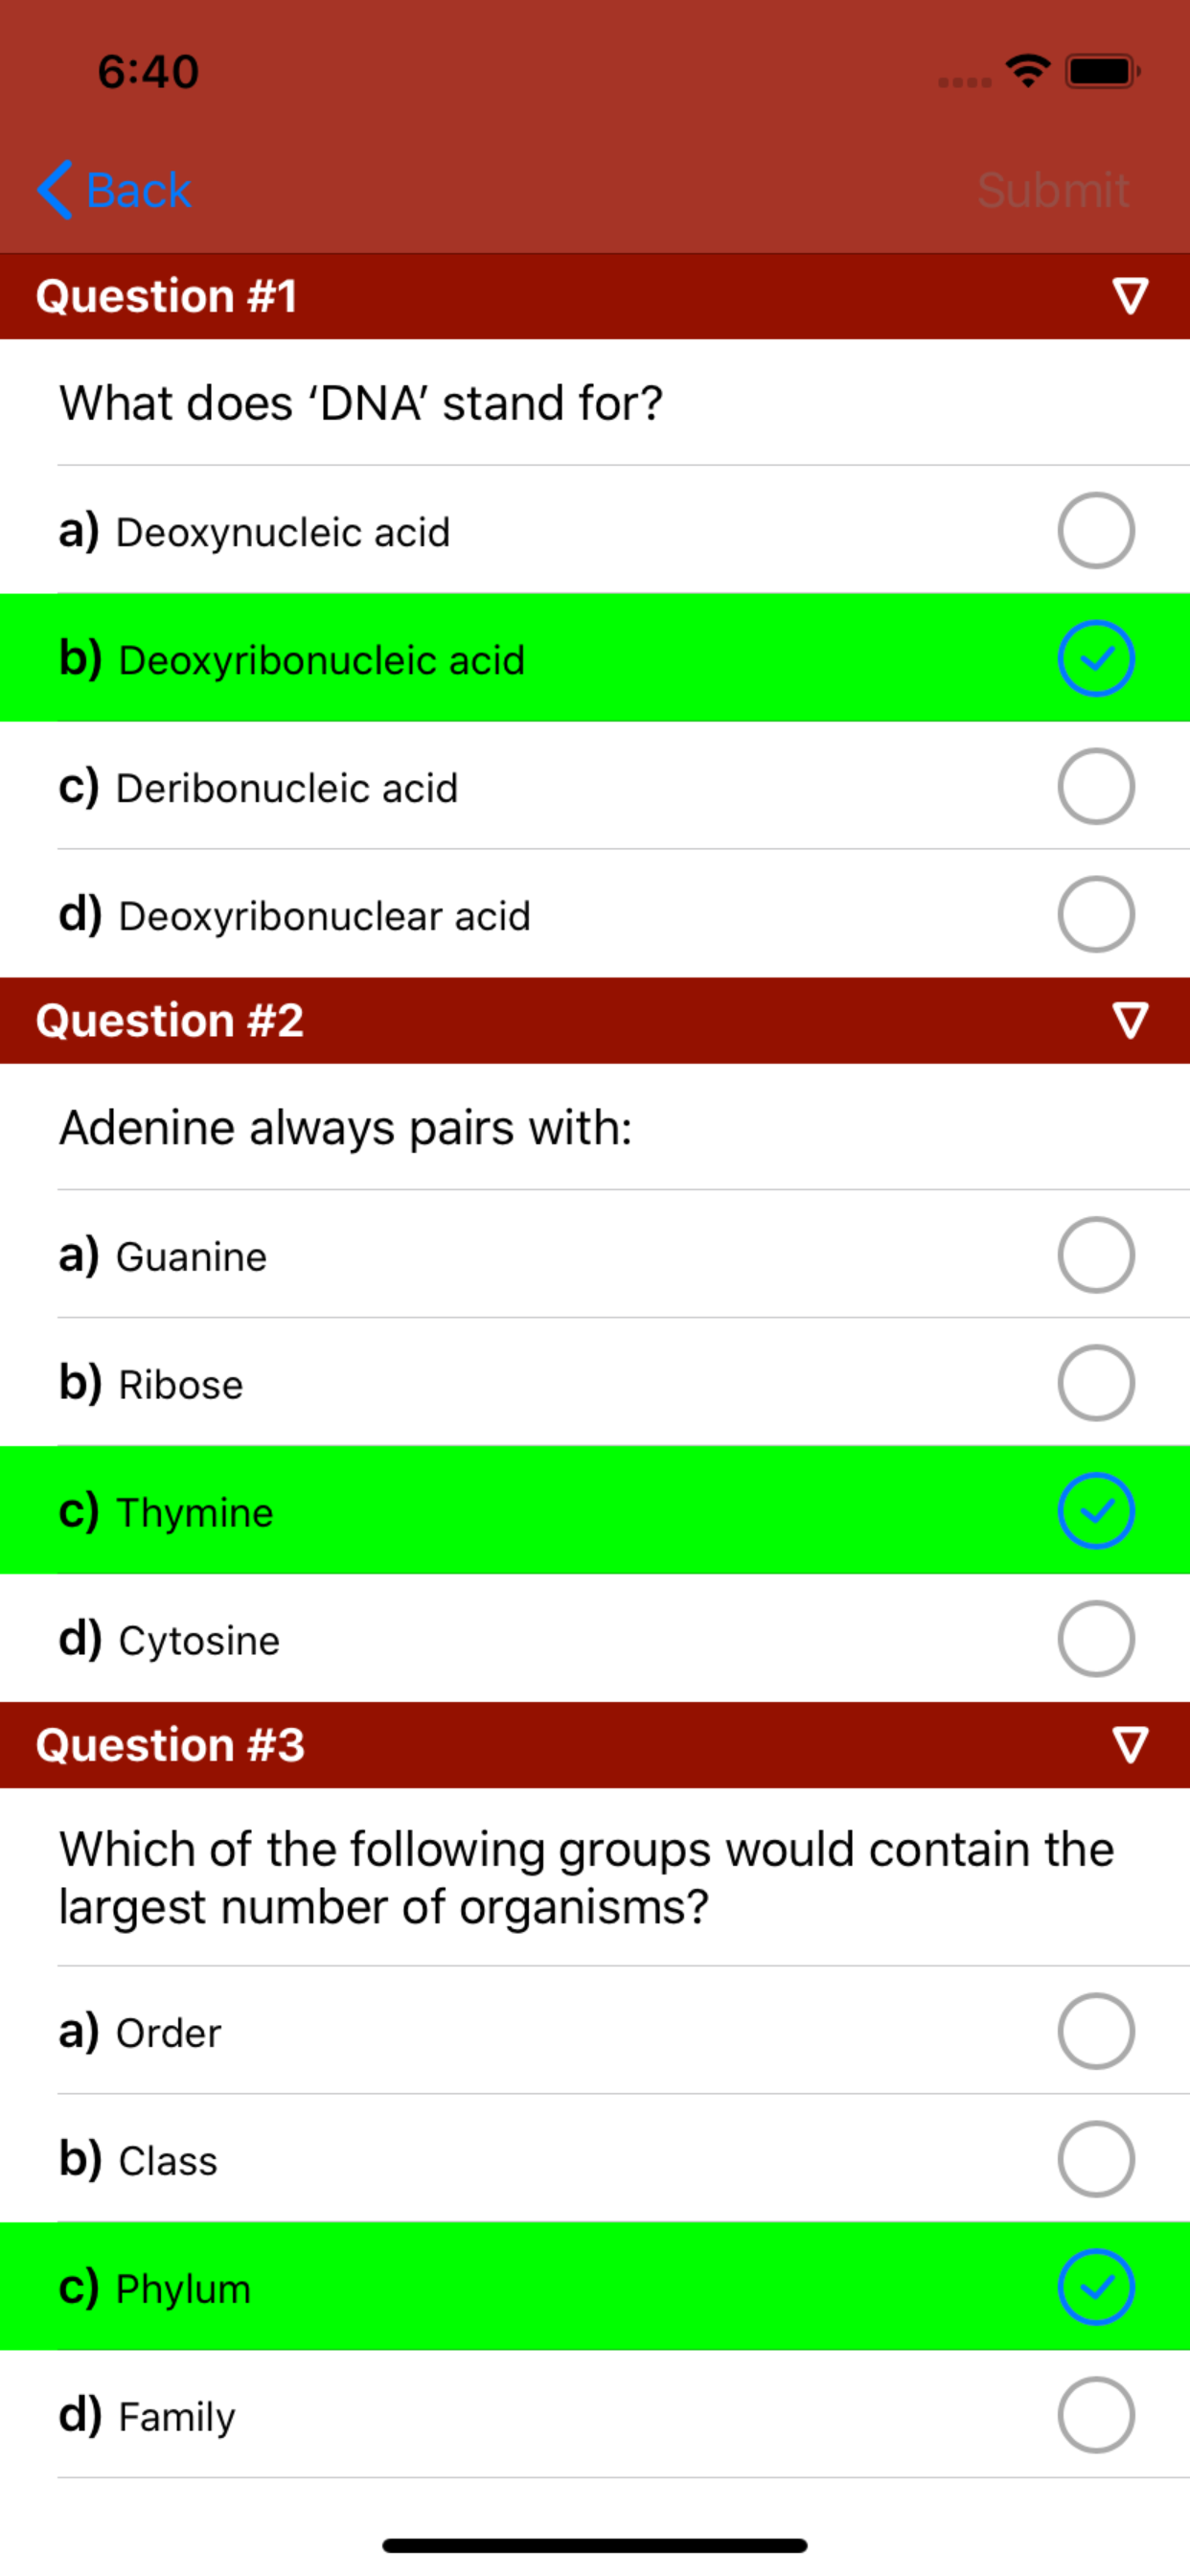 6:40
Back
Submit
Question #1
What does ‘DNA’ stand for?
a) Deoxynucleic acid
b) Deoxyribonucleic acid
c) Deribonucleic acid
d) Deoxyribonuclear acid
Question #2
Adenine always pairs with:
a) Guanine
b) Ribose
c) Thymine
d) Cytosine
Question #3
Which of the following groups would contain the
largest number of organisms?
a) Order
b) Class
c) Phylum
d) Family